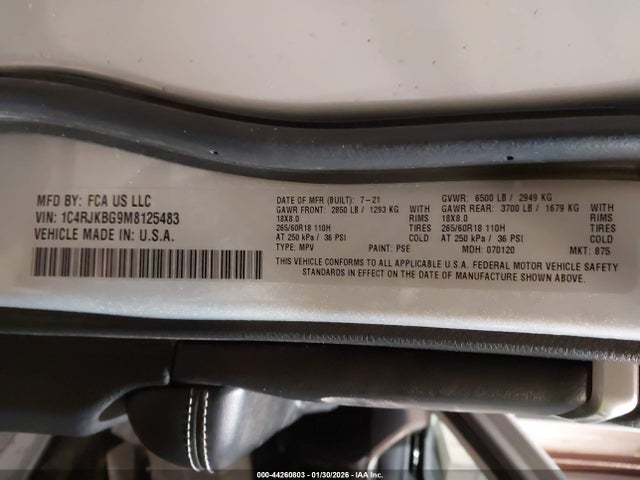 MFD BY: FCA US LLC
VIN: 1C4RJKBG9M8125483
VEHICLE MADE IN: U.S.A.
DATE OF MFR (BUILT): 7-21 GVWR: 6500 LB / 2949 KG
GAWR FRONT: 2850 LB / 1293 KG WITH GAWR REAR: 3700 LB / 1679 KG WITH
18X8.0 RIMS 18X8.0 RIMS
265/60R18 110H TIRES 265/60R18 110H TIRES
AT 250 kPa / 36 PSI COLD AT 250 kPa / 36 PSI COLD
TYPE: MPV PAINT: PSE MDH: 070120 MKT: 875
THIS VEHICLE CONFORMS TO ALL APPLICABLE U.S.A. FEDERAL MOTOR VEHICLE SAFETY
STANDARDS IN EFFECT ON THE DATE OF MANUFACTURE SHOWN ABOVE.
000-44260803 - 01/30/2026 - IAA Inc.